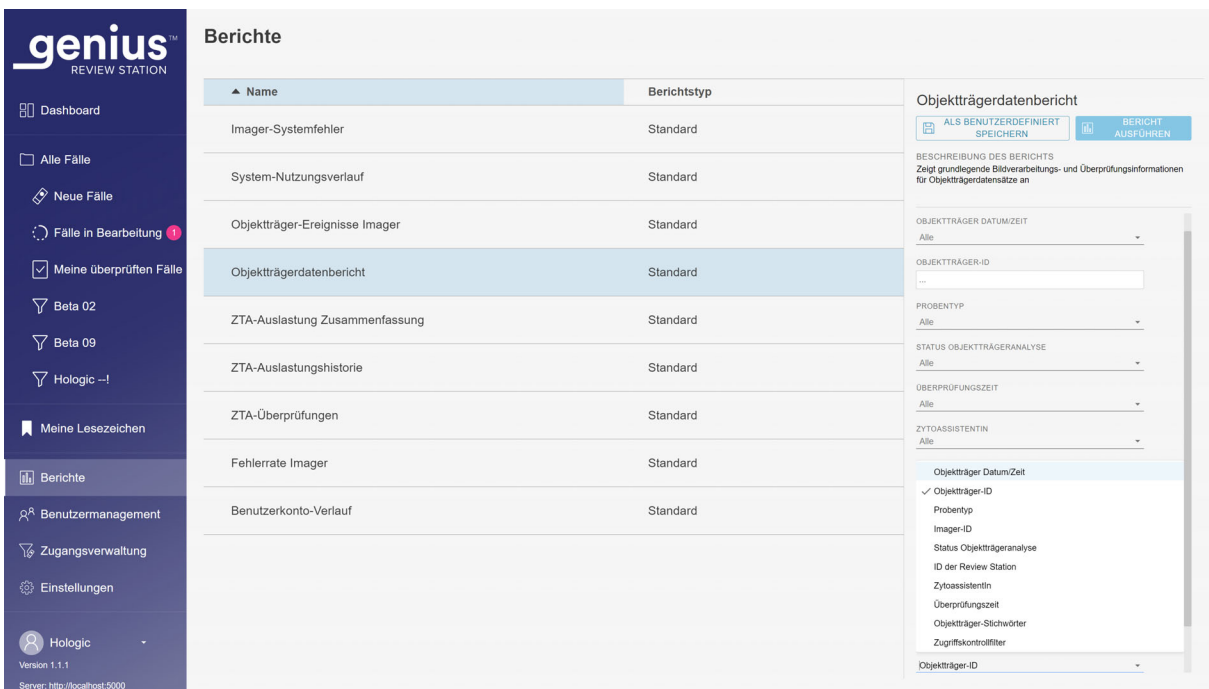 genius™
REVIEW STATION
Dashboard
Alle Fälle
Neue Fälle
Fälle in Bearbeitung 1
Meine überprüften Fälle
Beta 02
Beta 09
Hologic --!
Meine Lesezeichen
Berichte
Benutzermanagement
Zugangsverwaltung
Einstellungen
Hologic
Version 1.1.1
Server: http://localhost:5000
Berichte
Name Berichtstyp
Imager-Systemfehler Standard
System-Nutzungsverlauf Standard
Objektträger-Ereignisse Imager Standard
Objektträgerdatenbericht Standard
ZTA-Auslastung Zusammenfassung Standard
ZTA-Auslastungshistorie Standard
ZTA-Überprüfungen Standard
Fehlerrate Imager Standard
Benutzerkonto-Verlauf Standard
Objektträgerdatenbericht
ALS BENUTZERDEFINIERT
SPEICHERN
BERICHT
AUSFÜHREN
BESCHREIBUNG DES BERICHTS
Zeigt grundlegende Bildverarbeitungs- und Überprüfungsinformationen
für Objektträgerdatensätze an
OBJEKTTRÄGER DATUM/ZEIT
Alle
OBJEKTTRÄGER-ID
...
PROBENTYP
Alle
STATUS OBJEKTTRÄGERANALYSE
Alle
ÜBERPRÜFUNGSZEIT
Alle
ZYTOASSISTENTIN
Alle
Objektträger Datum/Zeit
Objektträger-ID
Probentyp
Imager-ID
Status Objektträgeranalyse
ID der Review Station
ZytoassistentIn
Überprüfungszeit
Objektträger-Stichwörter
Zugriffskontrollfilter
Objektträger-ID